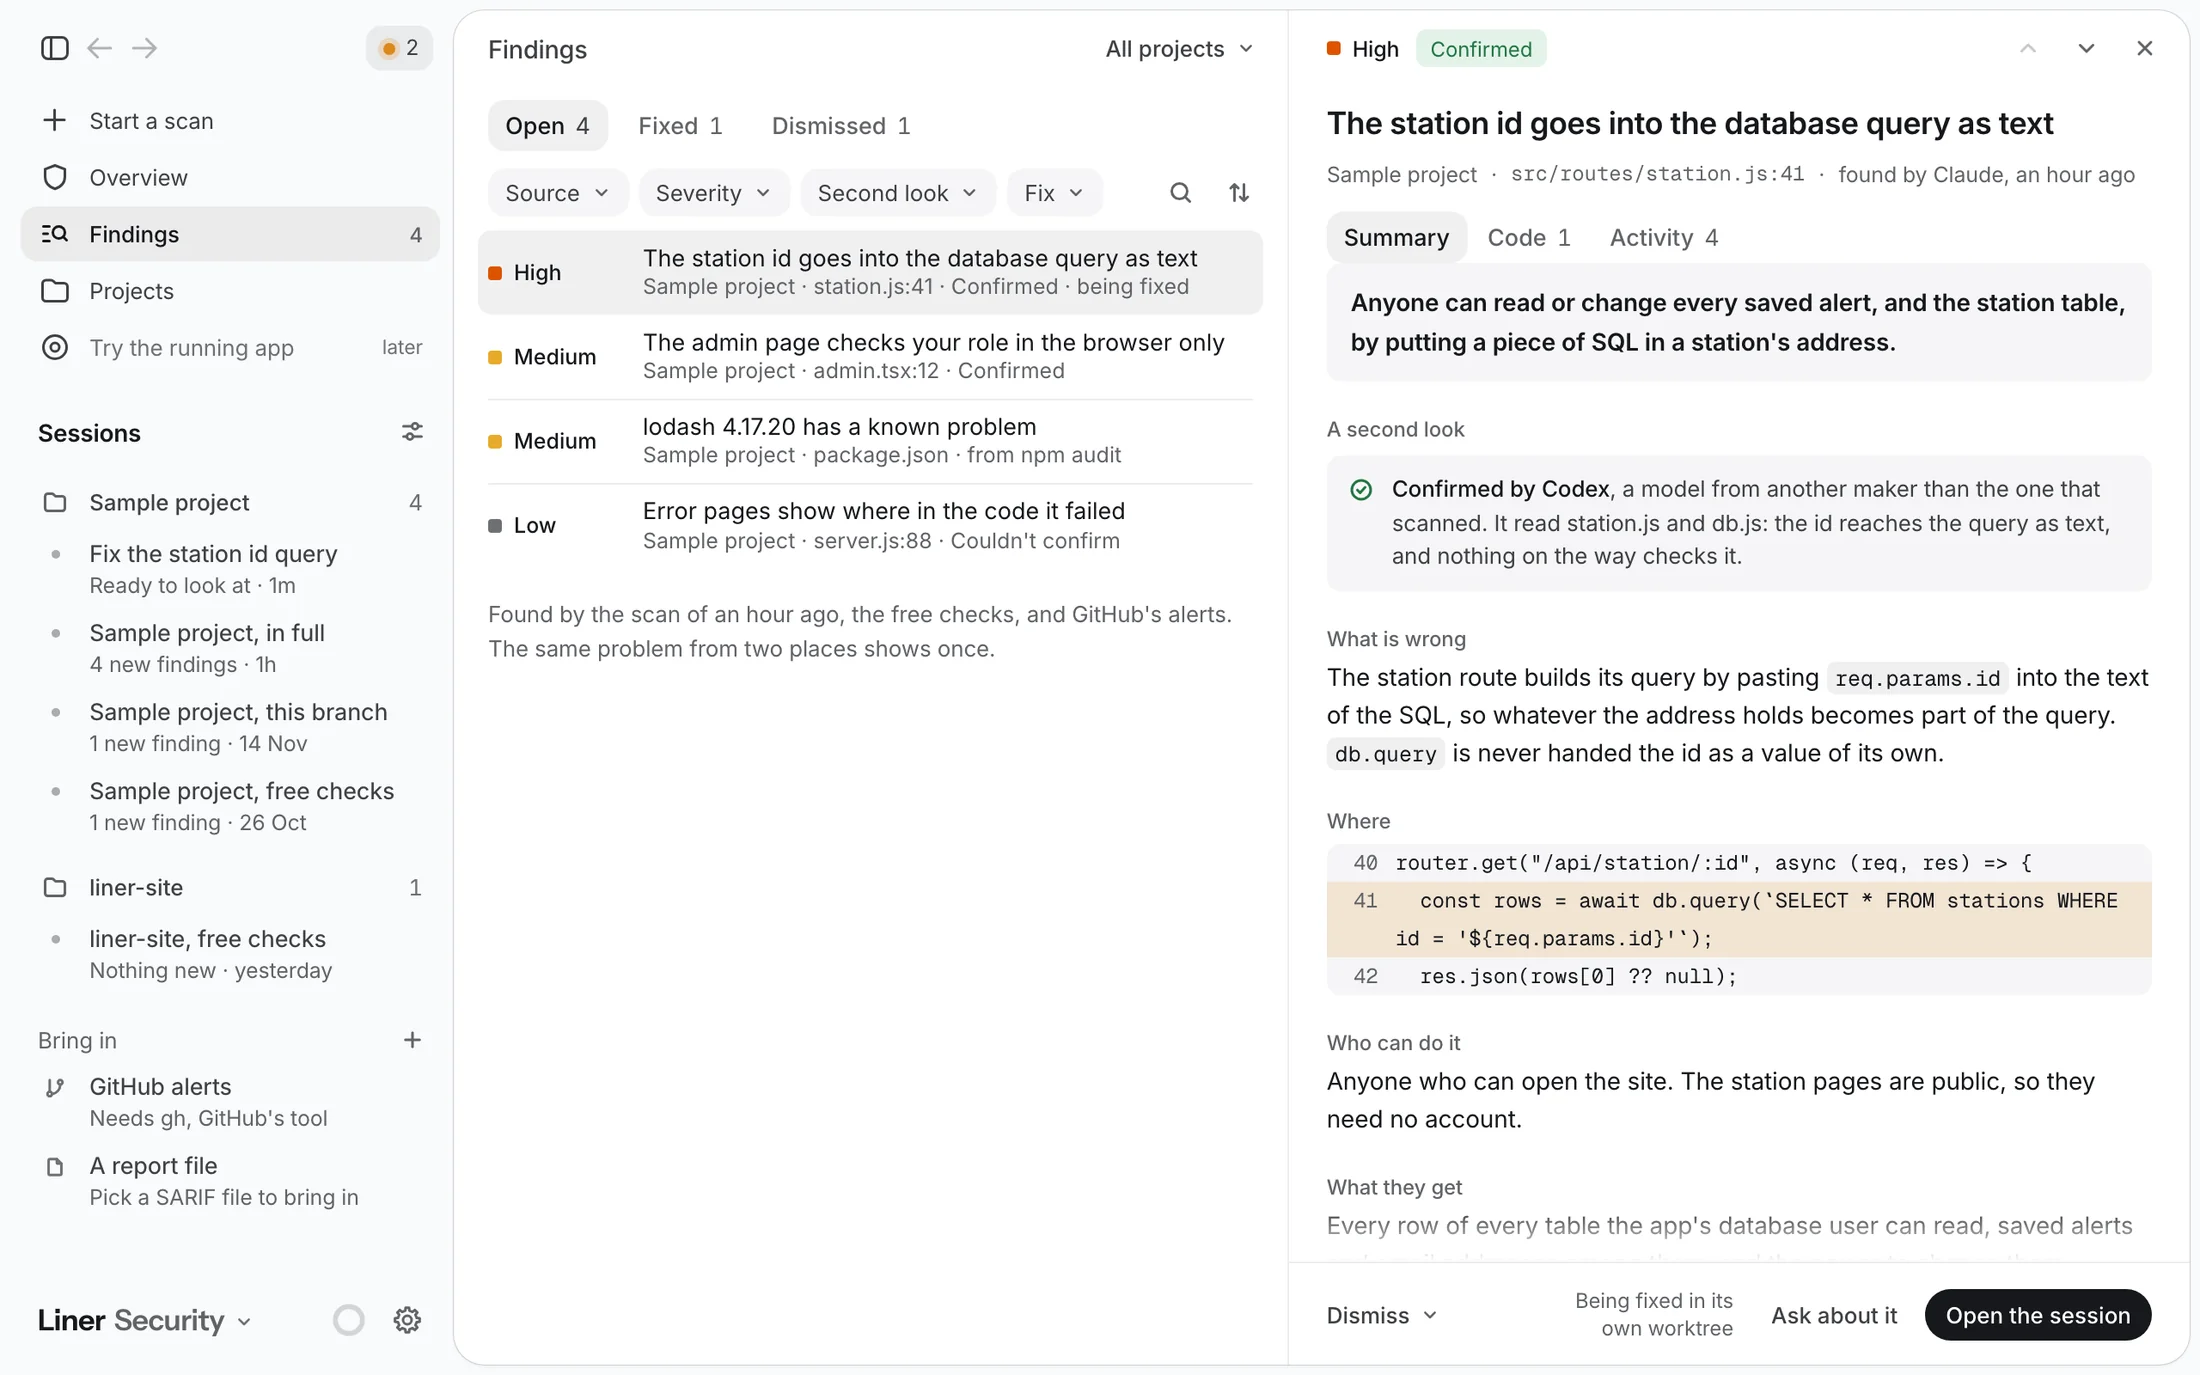 2
Start a scan
Overview
Findings 4
Projects
Try the running app later
Sessions
Sample project 4
Fix the station id query
Ready to look at · 1m
Sample project, in full
4 new findings · 1h
Sample project, this branch
1 new finding · 14 Nov
Sample project, free checks
1 new finding · 26 Oct
liner-site 1
liner-site, free checks
Nothing new · yesterday
Bring in
GitHub alerts
Needs gh, GitHub's tool
A report file
Pick a SARIF file to bring in
Liner Security
Findings
All projects
Open 4 Fixed 1 Dismissed 1
Source Severity Second look Fix
High
The station id goes into the database query as text
Sample project · station.js:41 · Confirmed · being fixed
Medium
The admin page checks your role in the browser only
Sample project · admin.tsx:12 · Confirmed
Medium
lodash 4.17.20 has a known problem
Sample project · package.json · from npm audit
Low
Error pages show where in the code it failed
Sample project · server.js:88 · Couldn't confirm
Found by the scan of an hour ago, the free checks, and GitHub's alerts.
The same problem from two places shows once.
High Confirmed
The station id goes into the database query as text
Sample project · src/routes/station.js:41 · found by Claude, an hour ago
Summary Code 1 Activity 4
Anyone can read or change every saved alert, and the station table,
by putting a piece of SQL in a station's address.
A second look
Confirmed by Codex, a model from another maker than the one that
scanned. It read station.js and db.js: the id reaches the query as text,
and nothing on the way checks it.
What is wrong
The station route builds its query by pasting req.params.id into the text
of the SQL, so whatever the address holds becomes part of the query.
db.query is never handed the id as a value of its own.
Where
40 router.get("/api/station/:id", async (req, res) => {
41 const rows = await db.query(`SELECT * FROM stations WHERE
id = '${req.params.id}'`);
42 res.json(rows[0] ?? null);
Who can do it
Anyone who can open the site. The station pages are public, so they
need no account.
What they get
Every row of every table the app's database user can read, saved alerts
Dismiss
Being fixed in its
own worktree
Ask about it
Open the session